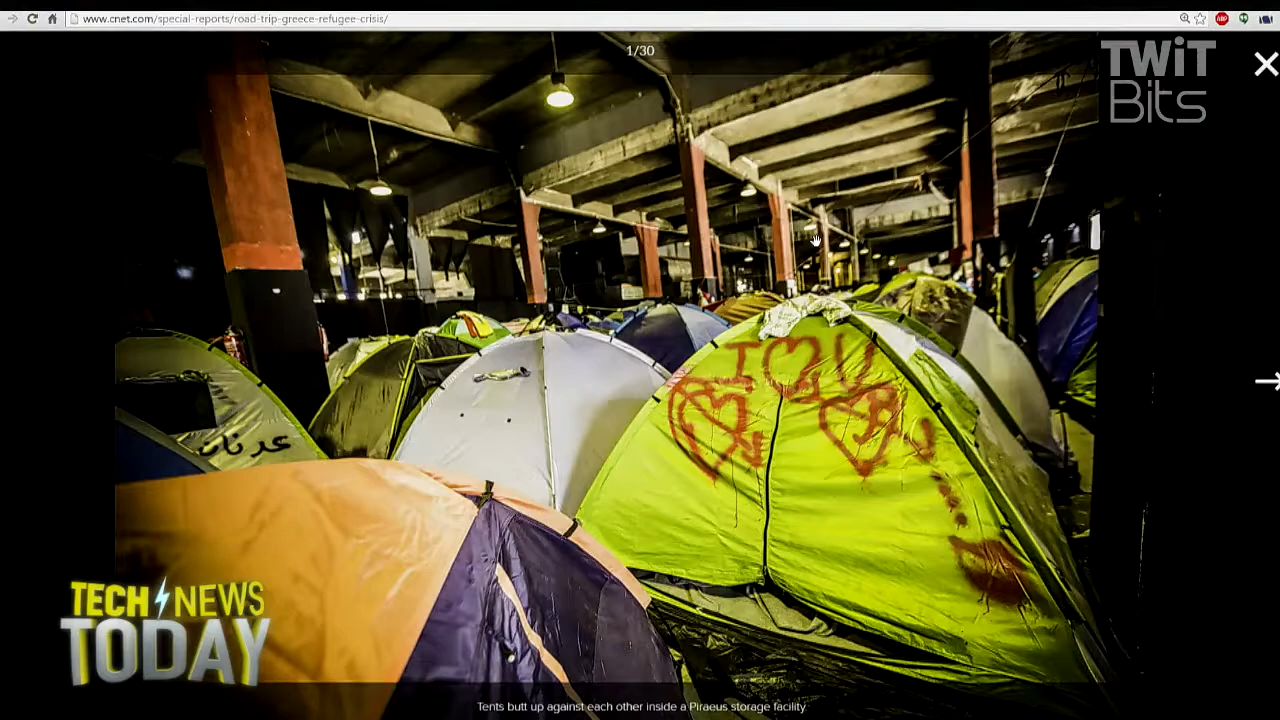 www.cnet.com/special-reports/road-trip-greece-refugee-crisis/
ABP
1/30
TWiT
Bits
I U
عدنان
TECH NEWS
TODAY
Tents butt up against each other inside a Piraeus storage facility